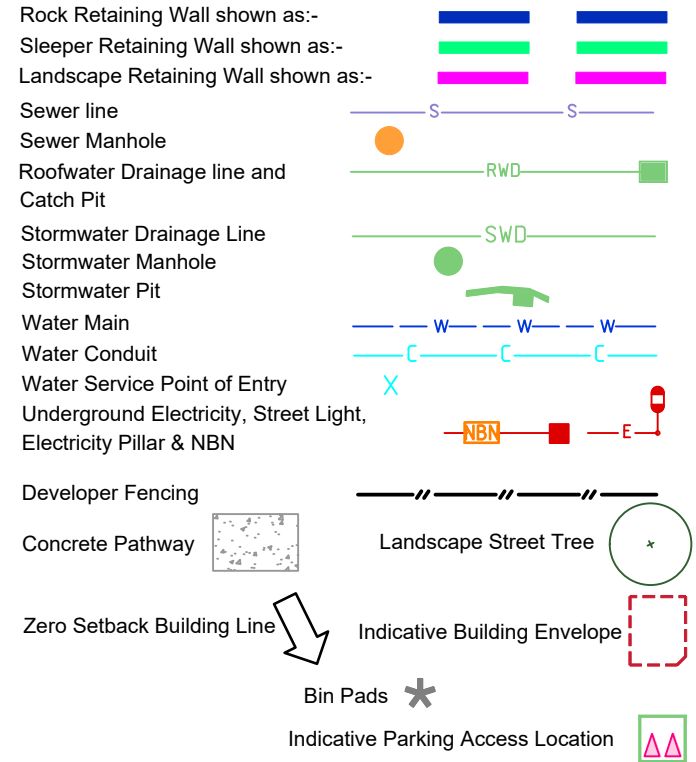 Rock Retaining Wall shown as:-
Sleeper Retaining Wall shown as:-
Landscape Retaining Wall shown as:-
Sewer line S S
Sewer Manhole
Roofwater Drainage line and RWD
Catch Pit
Stormwater Drainage Line SWD
Stormwater Manhole
Stormwater Pit
Water Main W W W
Water Conduit C C C
Water Service Point of Entry
Underground Electricity, Street Light,
Electricity Pillar & NBN NBN E
Developer Fencing
Concrete Pathway Landscape Street Tree
Zero Setback Building Line Indicative Building Envelope
Bin Pads
Indicative Parking Access Location